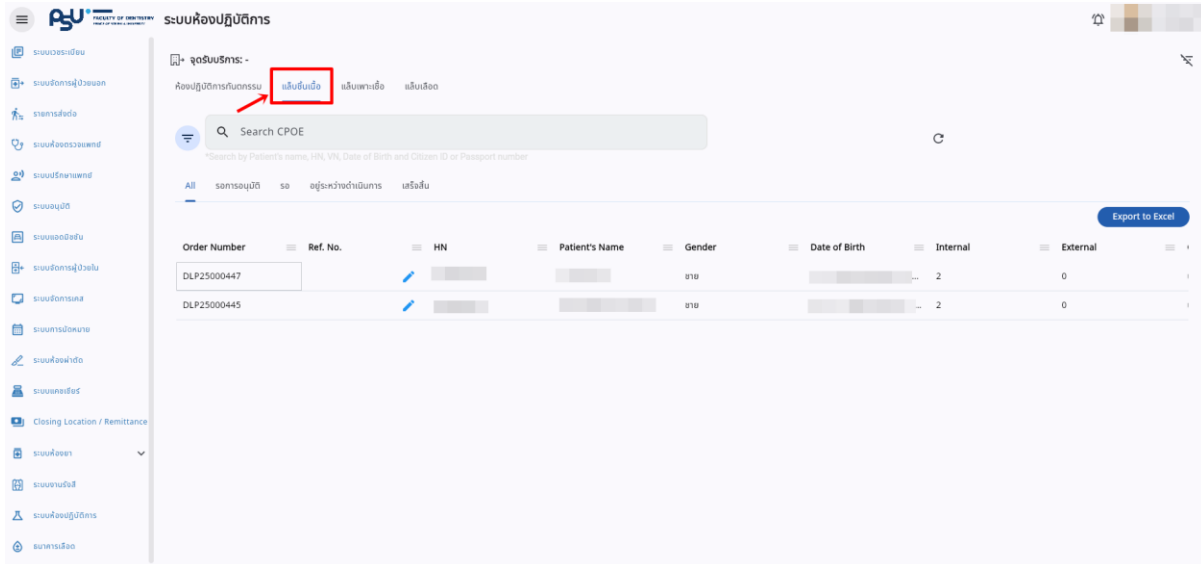 PSU FACULTY OF DENTISTRY ระบบห้องปฏิบัติการ
ระบบเวชระเบียน
ระบบจัดการผู้ป่วยนอก
รายการส่งต่อ
ระบบห้องตรวจแพทย์
ระบบปรึกษาแพทย์
ระบบอนุมัติ
ระบบแอดมิชชัน
ระบบจัดการผู้ป่วยใน
ระบบจัดการเคส
ระบบการนัดหมาย
ระบบห้องผ่าตัด
ระบบแคชเชียร์
Closing Location / Remittance
ระบบห้องยา
ระบบงานรังสี
ระบบห้องปฏิบัติการ
ธนาคารเลือด
จุดรับบริการ: -
ห้องปฏิบัติการทันตกรรม แล็บชิ้นเนื้อ แล็บเพาะเชื้อ แล็บเลือด
Search CPOE
*Search by Patient's name, HN, VN, Date of Birth and Citizen ID or Passport number
All รอการอนุมัติ รอ อยู่ระหว่างดำเนินการ เสร็จสิ้น
Export to Excel
Order Number Ref. No. HN Patient's Name Gender Date of Birth Internal External
DLP25000447 ชาย ... 2 0
DLP25000445 ชาย ... 2 0